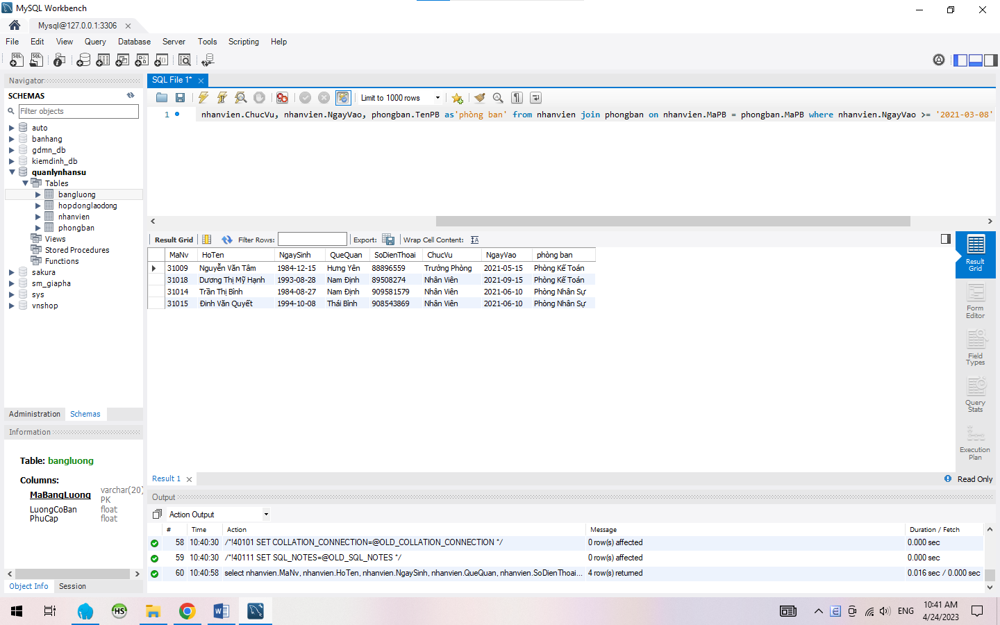 MySQL Workbench
Mysql@127.0.0.1:3306
File Edit View Query Database Server Tools Scripting Help
Navigator
SCHEMAS
Filter objects
auto
banhang
gdmn_db
kiemdinh_db
quanlynhansu
Tables
bangluong
hopdonglaodong
nhanvien
phongban
Views
Stored Procedures
Functions
sakura
sm_giapha
sys
vnshop
Administration Schemas
Information
Table: bangluong
Columns:
MaBangLuong varchar(20) PK
LuongCoBan float
PhuCap float
Object Info Session
SQL File 1*
Limit to 1000 rows
1 nhanvien.ChucVu, nhanvien.NgayVao, phongban.TenPB as'phòng ban' from nhanvien join phongban on nhanvien.MaPB = phongban.MaPB where nhanvien.NgayVao >= '2021-03-08'
Result Grid Filter Rows: Export: Wrap Cell Content:
MaNv HoTen NgaySinh QueQuan SoDienThoai ChucVu NgayVao phòng ban
31009 Nguyễn Văn Tâm 1984-12-15 Hưng Yên 88896559 Trưởng Phòng 2021-05-15 Phòng Kế Toán
31018 Dương Thị Mỹ Hạnh 1993-08-28 Nam Định 89508274 Nhân Viên 2021-09-15 Phòng Kế Toán
31014 Trần Thị Bình 1984-08-27 Nam Định 909581579 Nhân Viên 2021-06-10 Phòng Nhân Sự
31015 Đinh Văn Quyết 1994-10-08 Thái Bình 908543869 Nhân Viên 2021-06-10 Phòng Nhân Sự
Result Grid
Form Editor
Field Types
Query Stats
Execution Plan
Result 1
Read Only
Output
Action Output
# Time Action Message Duration / Fetch
58 10:40:30 /*!40101 SET COLLATION_CONNECTION=@OLD_COLLATION_CONNECTION */ 0 row(s) affected 0.000 sec
59 10:40:30 /*!40111 SET SQL_NOTES=@OLD_SQL_NOTES */ 0 row(s) affected 0.000 sec
60 10:40:58 select nhanvien.MaNv, nhanvien.HoTen, nhanvien.NgaySinh, nhanvien.QueQuan, nhanvien.SoDienThoai... 4 row(s) returned 0.016 sec / 0.000 sec
HS
ENG
10:41 AM
4/24/2023